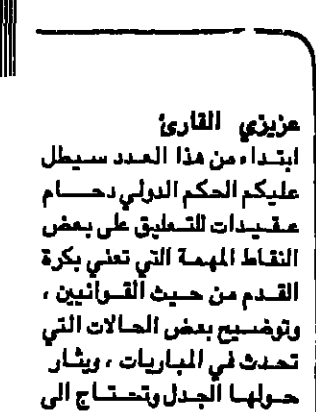 عزيزي القارئ
ابتداء من هذا العدد سيطل
عليكم الحكم الدولي دحام
عقيدات للتعليق على بعض
النقاط المهمة التي تعني بكرة
القدم من حيث القوانين ،
وتوضيح بعض الحالات التي
تحدث في المباريات ، ويثار
حولها الجدل وتحتاج الى